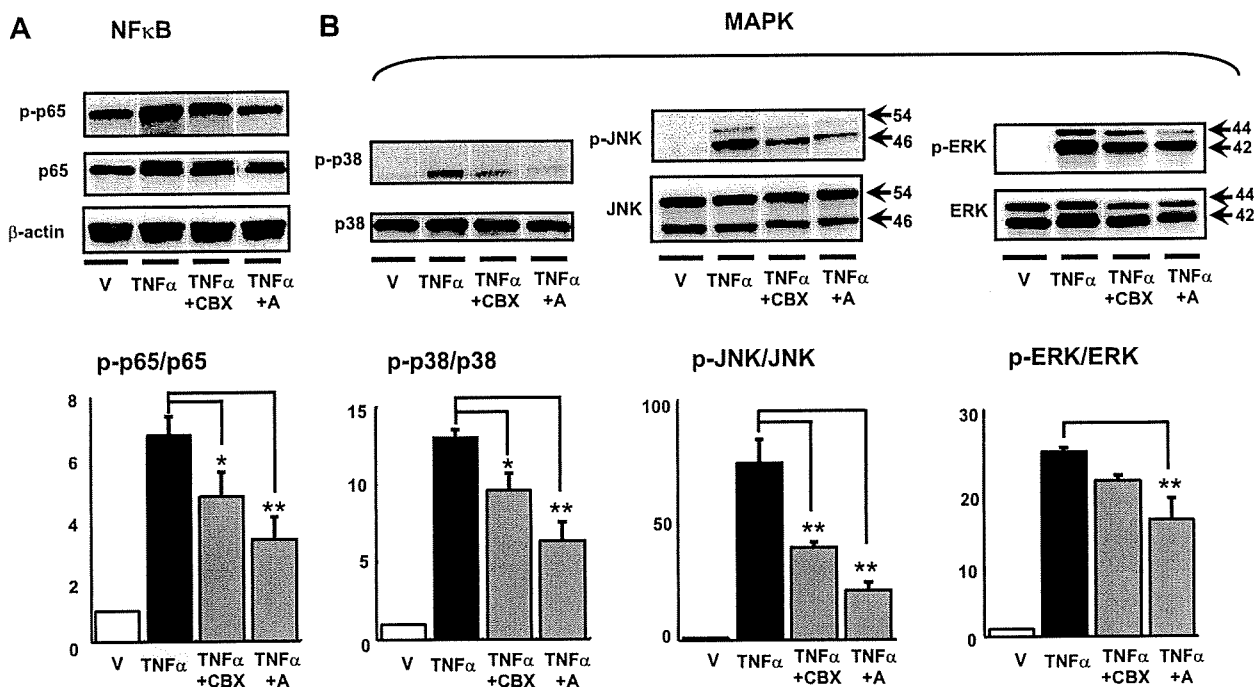 A NFκB
p-p65
p65
β-actin
V TNFα TNFα +CBX TNFα +A
B MAPK
p-p38
p38
V TNFα TNFα +CBX TNFα +A
p-JNK
54
46
JNK
54
46
V TNFα TNFα +CBX TNFα +A
p-ERK
44
42
ERK
44
42
V TNFα TNFα +CBX TNFα +A
p-p65/p65
8
6
4
2
0
*
**
V TNFα TNFα +CBX TNFα +A
p-p38/p38
15
10
5
0
*
**
V TNFα TNFα +CBX TNFα +A
p-JNK/JNK
100
50
0
**
**
V TNFα TNFα +CBX TNFα +A
p-ERK/ERK
30
20
10
0
**
V TNFα TNFα +CBX TNFα +A